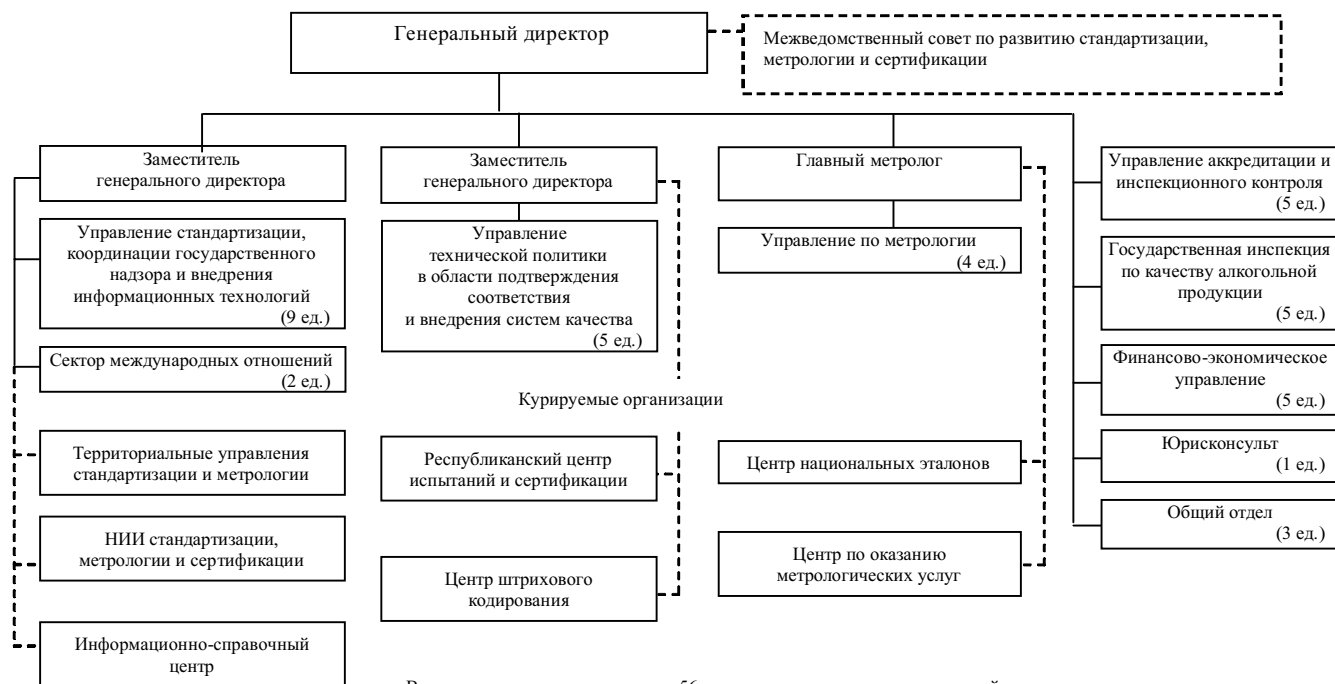 Генеральный директор
Межведомственный совет по развитию стандартизации,
метрологии и сертификации
Заместитель
генерального директора
Управление стандартизации,
координации государственного
надзора и внедрения
информационных технологий
(9 ед.)
Сектор международных отношений
(2 ед.)
Территориальные управления
стандартизации и метрологии
НИИ стандартизации,
метрологии и сертификации
Информационно-справочный
центр
Заместитель
генерального директора
Управление
технической политики
в области подтверждения
соответствия
и внедрения систем качества
(5 ед.)
Курируемые организации
Республиканский центр
испытаний и сертификации
Центр штрихового
кодирования
Главный метролог
Управление по метрологии
(4 ед.)
Центр национальных эталонов
Центр по оказанию
метрологических услуг
Управление аккредитации и
инспекционного контроля
(5 ед.)
Государственная инспекция
по качеству алкогольной
продукции
(5 ед.)
Финансово-экономическое
управление
(5 ед.)
Юрисконсульт
(1 ед.)
Общий отдел
(3 ед.)